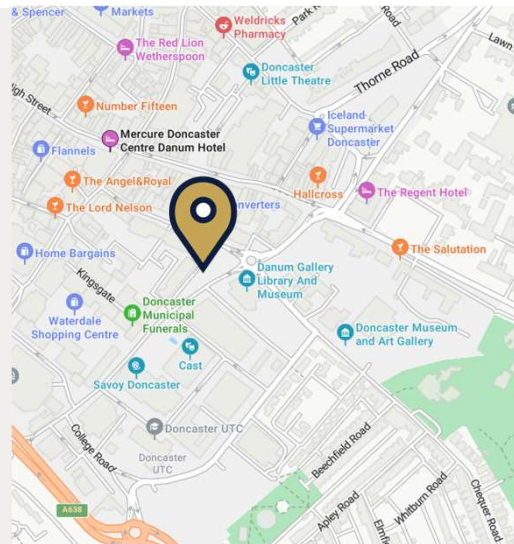 & Spencer
Markets
Weldricks
Pharmacy
Park R
Road
Lawn
The Red Lion
Wetherspoon
Doncaster
Little Theatre
Thorne Road
igh Street
Number Fifteen
Iceland
Supermarket
Doncaster
Mercure Doncaster
Centre Danum Hotel
Flannels
The Angel&Royal
Hallcross
The Regent Hotel
The Lord Nelson
nverters
The Salutation
Home Bargains
Kingsgate
Danum Gallery
Library And
Museum
Doncaster
Municipal
Funerals
Waterdale
Shopping Centre
Doncaster Museum
and Art Gallery
Cast
Savoy Doncaster
Doncaster UTC
Doncaster
UTC
College Road
Beechfield Road
Chequer Road
Whitburn Road
Apley Road
Elmfie
A638